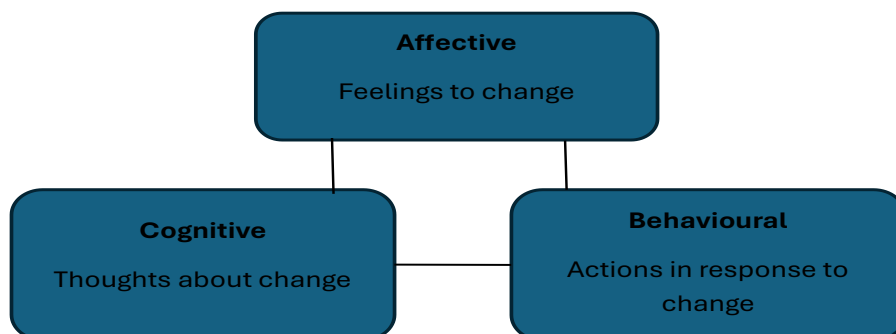 Affective
Feelings to change
Cognitive
Thoughts about change
Behavioural
Actions in response to
change